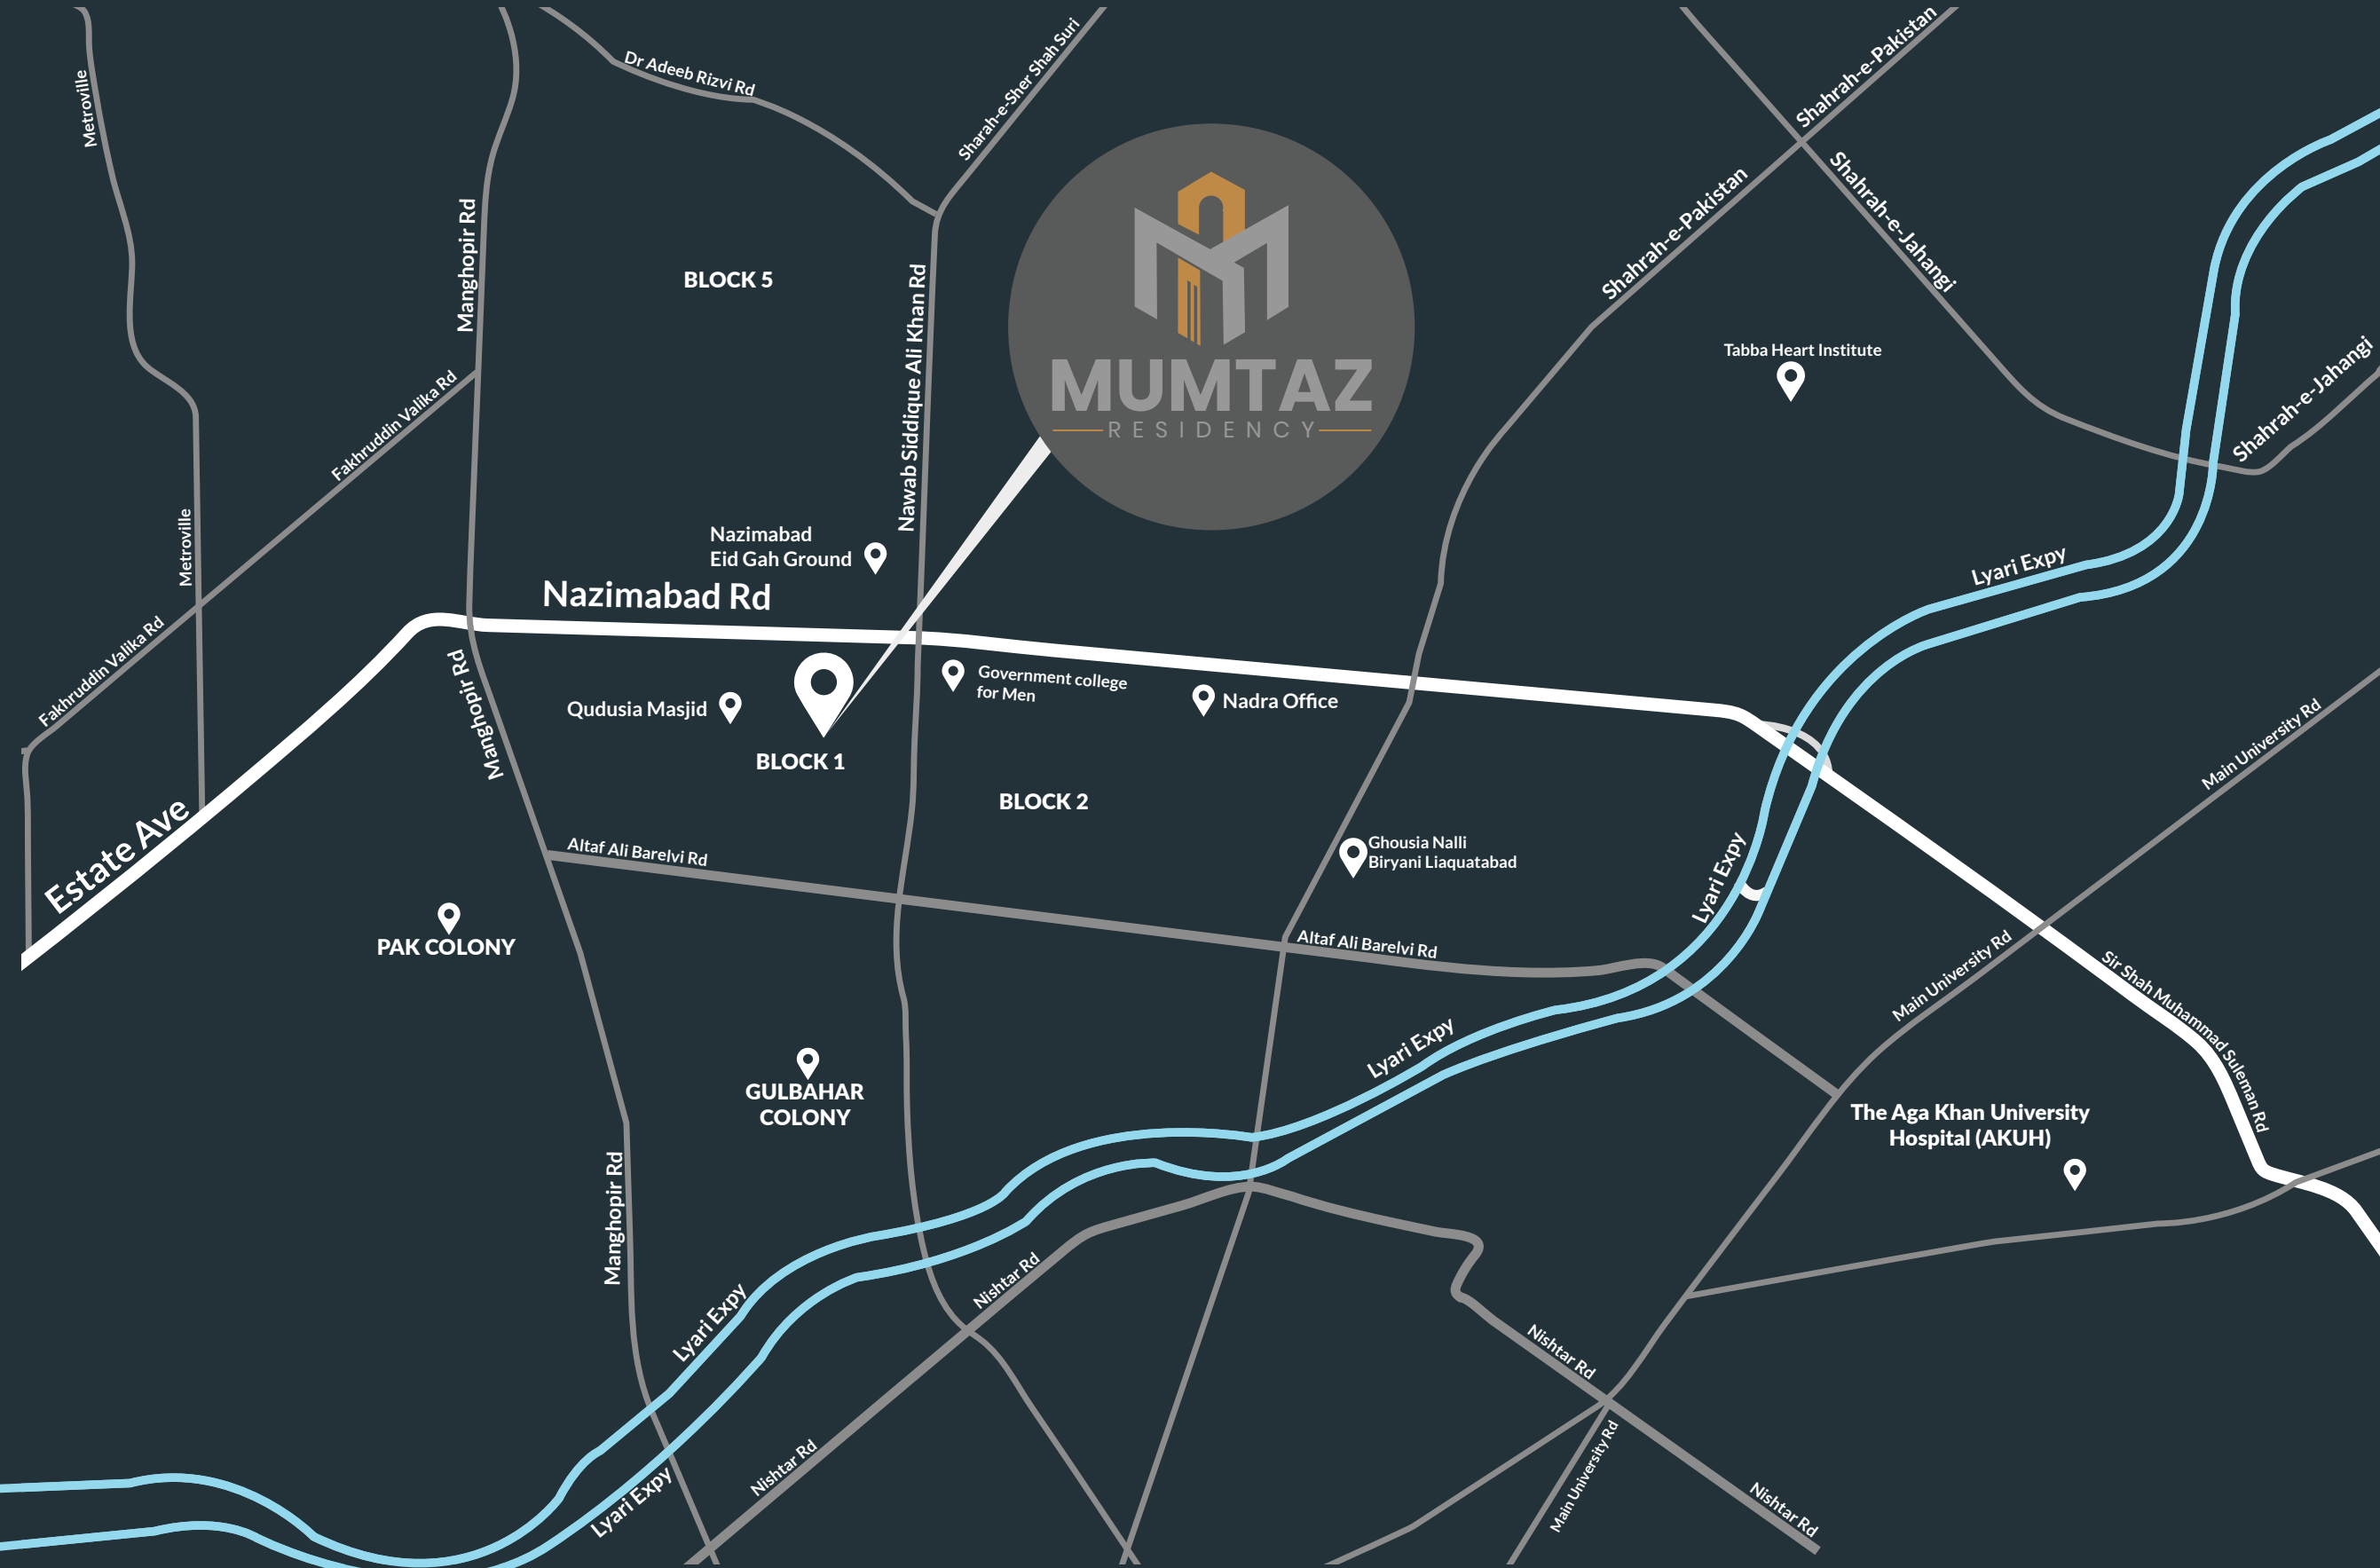 Metroville
Manghopir Rd
Dr Adeeb Rizvi Rd
Sharah-e-Sher Shah Suri
Shahrah-e-Pakistan
Shahrah-e-Pakistan
Shahrah-e-Jahangi
BLOCK 5
Nawab Siddique Ali Khan Rd
MUMTAZ
RESIDENCY
Tabba Heart Institute
Shahrah-e-Jahangi
Fakhruddin Valika Rd
Metroville
Nazimabad
Eid Gah Ground
Nazimabad Rd
Lyari Expy
Fakhruddin Valika Rd
Manghopir Rd
Qudusia Masjid
Government college
for Men
Nadra Office
BLOCK 1
BLOCK 2
Main University Rd
Estate Ave
Altaf Ali Barelvi Rd
Ghousia Nalli
Biryani Liaquatabad
Lyari Expy
PAK COLONY
Altaf Ali Barelvi Rd
Main University Rd
Sir Shah Muhammad Suleman Rd
Lyari Expy
GULBAHAR
COLONY
The Aga Khan University
Hospital (AKUH)
Manghopir Rd
Nishtar Rd
Lyari Expy
Nishtar Rd
Nishtar Rd
Lyari Expy
Main University Rd
Nishtar Rd